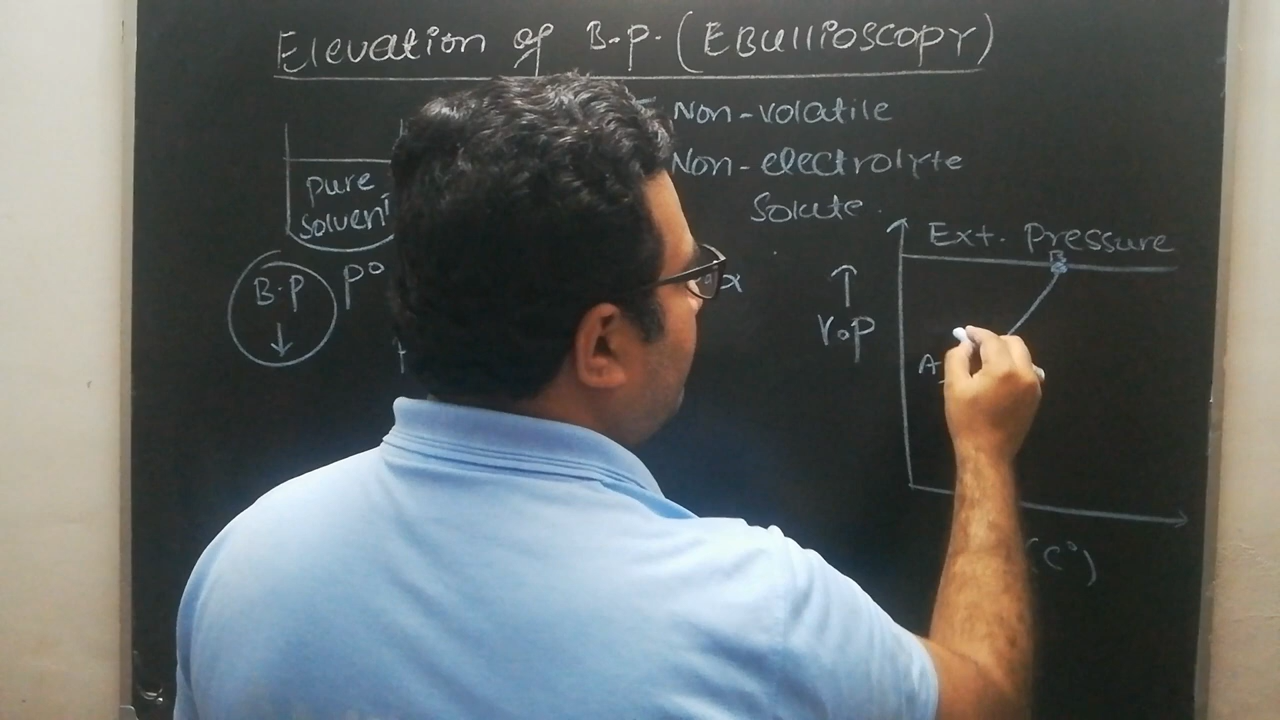 Elevation of B.P. (EBullioscopy)
Non-volatile
Non-electrolyte
Solute.
Pure
Solvent
B.P
↓
P°
Ext. Pressure
B
↑
V.P
A
(C°)